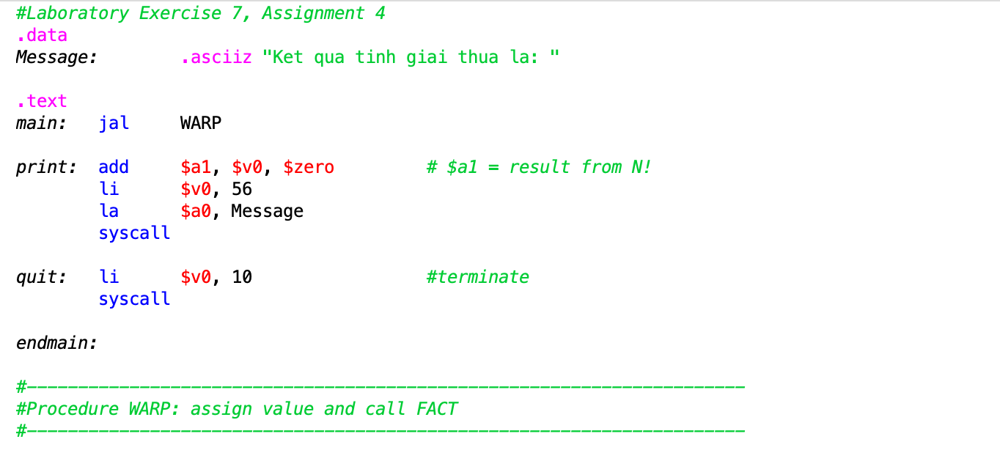 #Laboratory Exercise 7, Assignment 4
.data
Message: .asciiz "Ket qua tinh giai thua la: "
.text
main: jal WARP
print: add $a1, $v0, $zero # $a1 = result from N!
li $v0, 56
la $a0, Message
syscall
quit: li $v0, 10 #terminate
syscall
endmain:
#----------------------------------------------------------------------
#Procedure WARP: assign value and call FACT
#----------------------------------------------------------------------